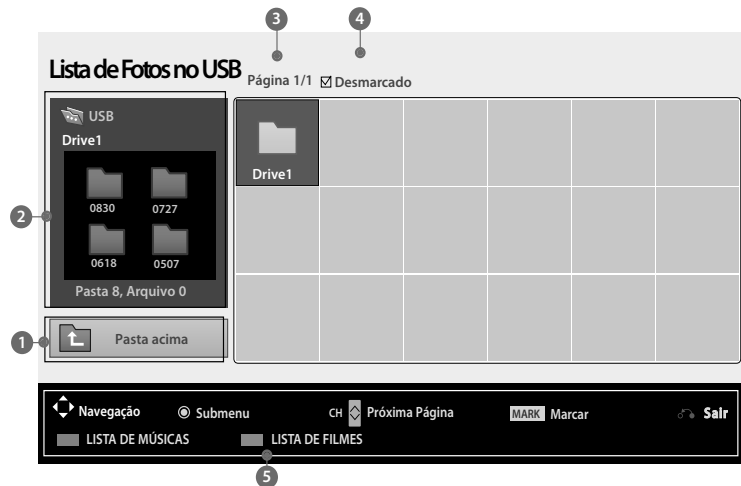 3 4
Lista de Fotos no USB
Página 1/1 Desmarcado
USB
Drive1
0830 0727
0618 0507
Pasta 8, Arquivo 0
Drive1
2
1
Pasta acima
Navegação Submenu CH Próxima Página MARK Marcar Sair
LISTA DE MÚSICAS LISTA DE FILMES
5